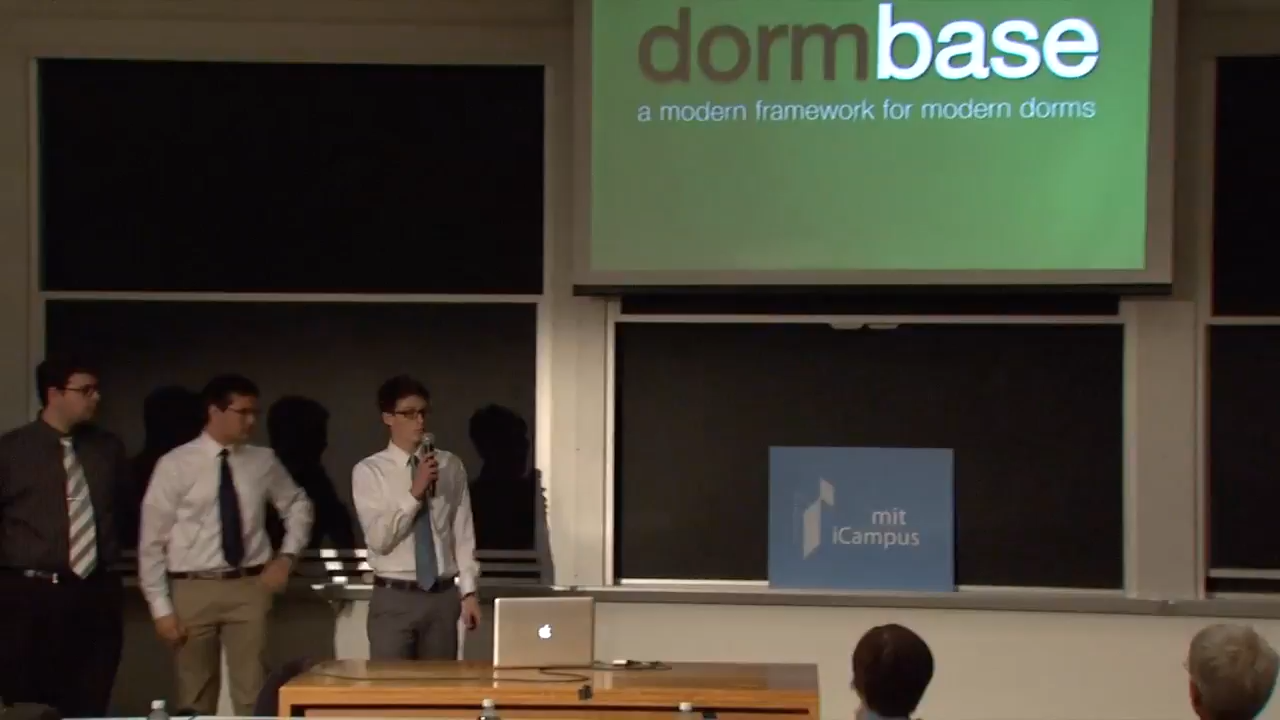 dormbase
a modern framework for modern dorms
mit
iCampus